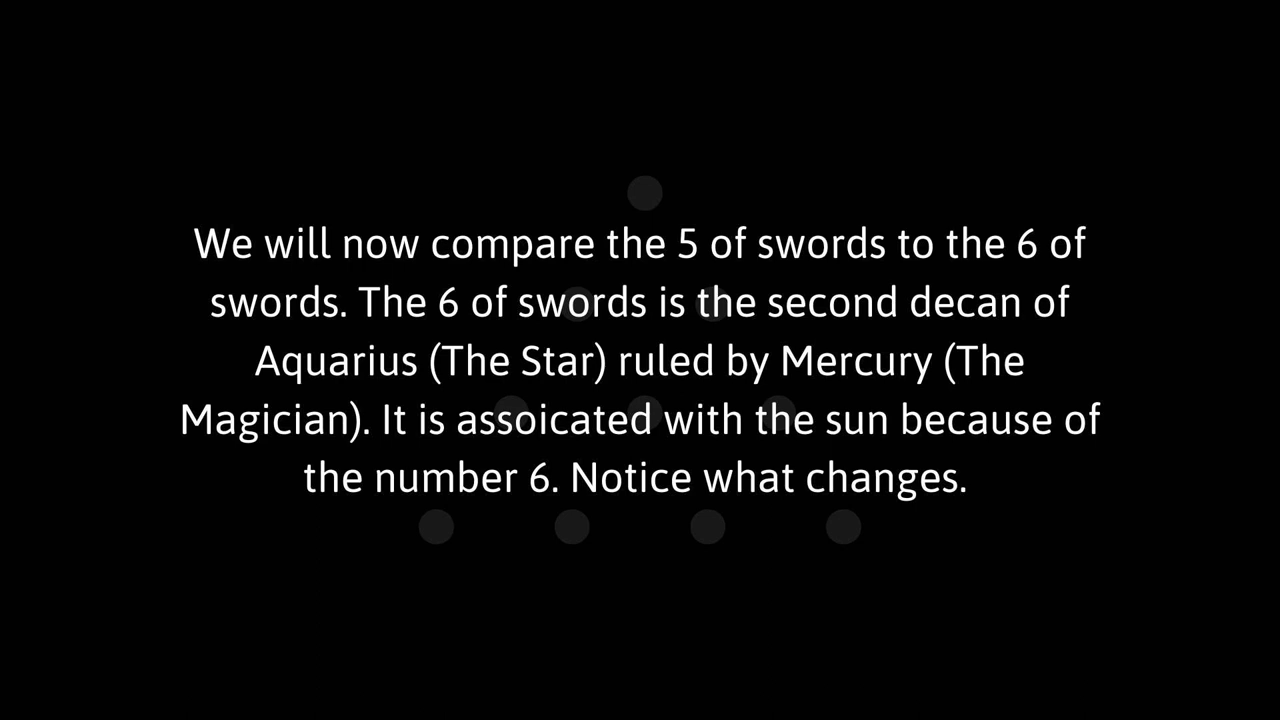 We will now compare the 5 of swords to the 6 of
swords. The 6 of swords is the second decan of
Aquarius (The Star) ruled by Mercury (The
Magician). It is assoicated with the sun because of
the number 6. Notice what changes.